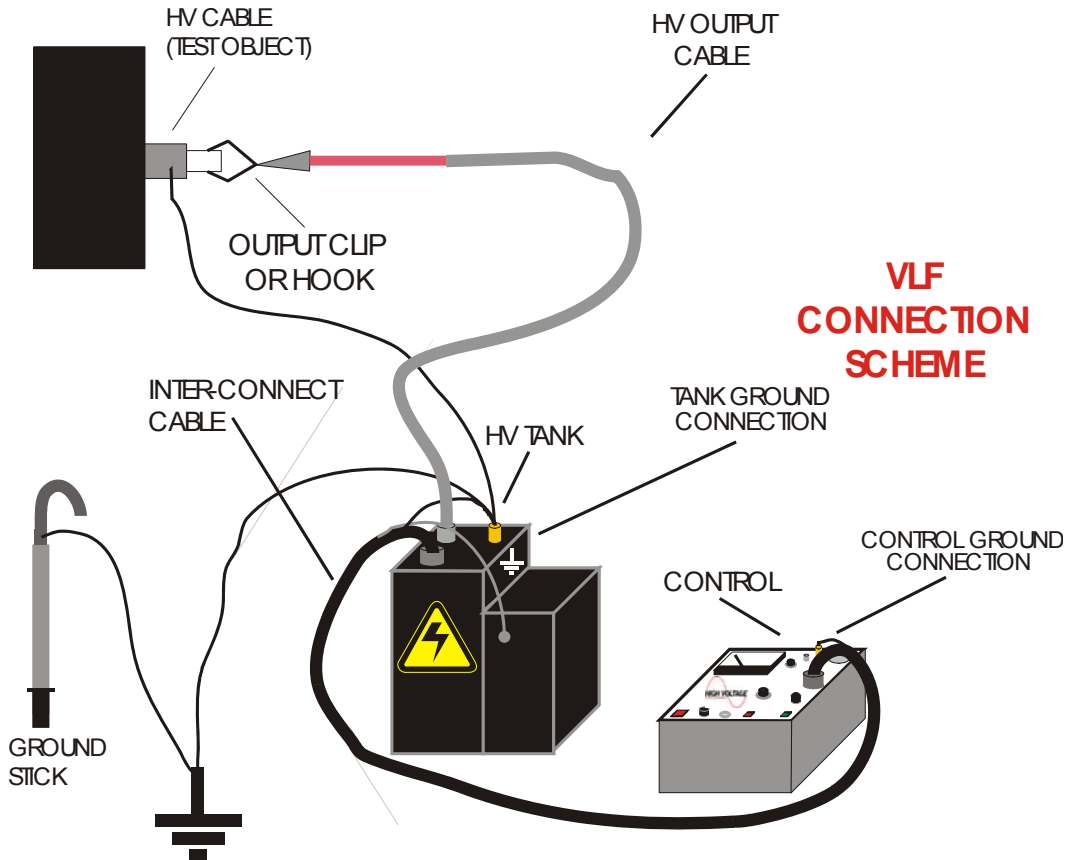 HV CABLE
(TEST OBJECT)
HV OUTPUT
CABLE
OUTPUT CLIP
OR HOOK
VLF
CONNECTION
SCHEME
INTER-CONNECT
CABLE
TANK GROUND
CONNECTION
HV TANK
CONTROL GROUND
CONNECTION
CONTROL
HIGH VOLTAGE
GROUND
STICK